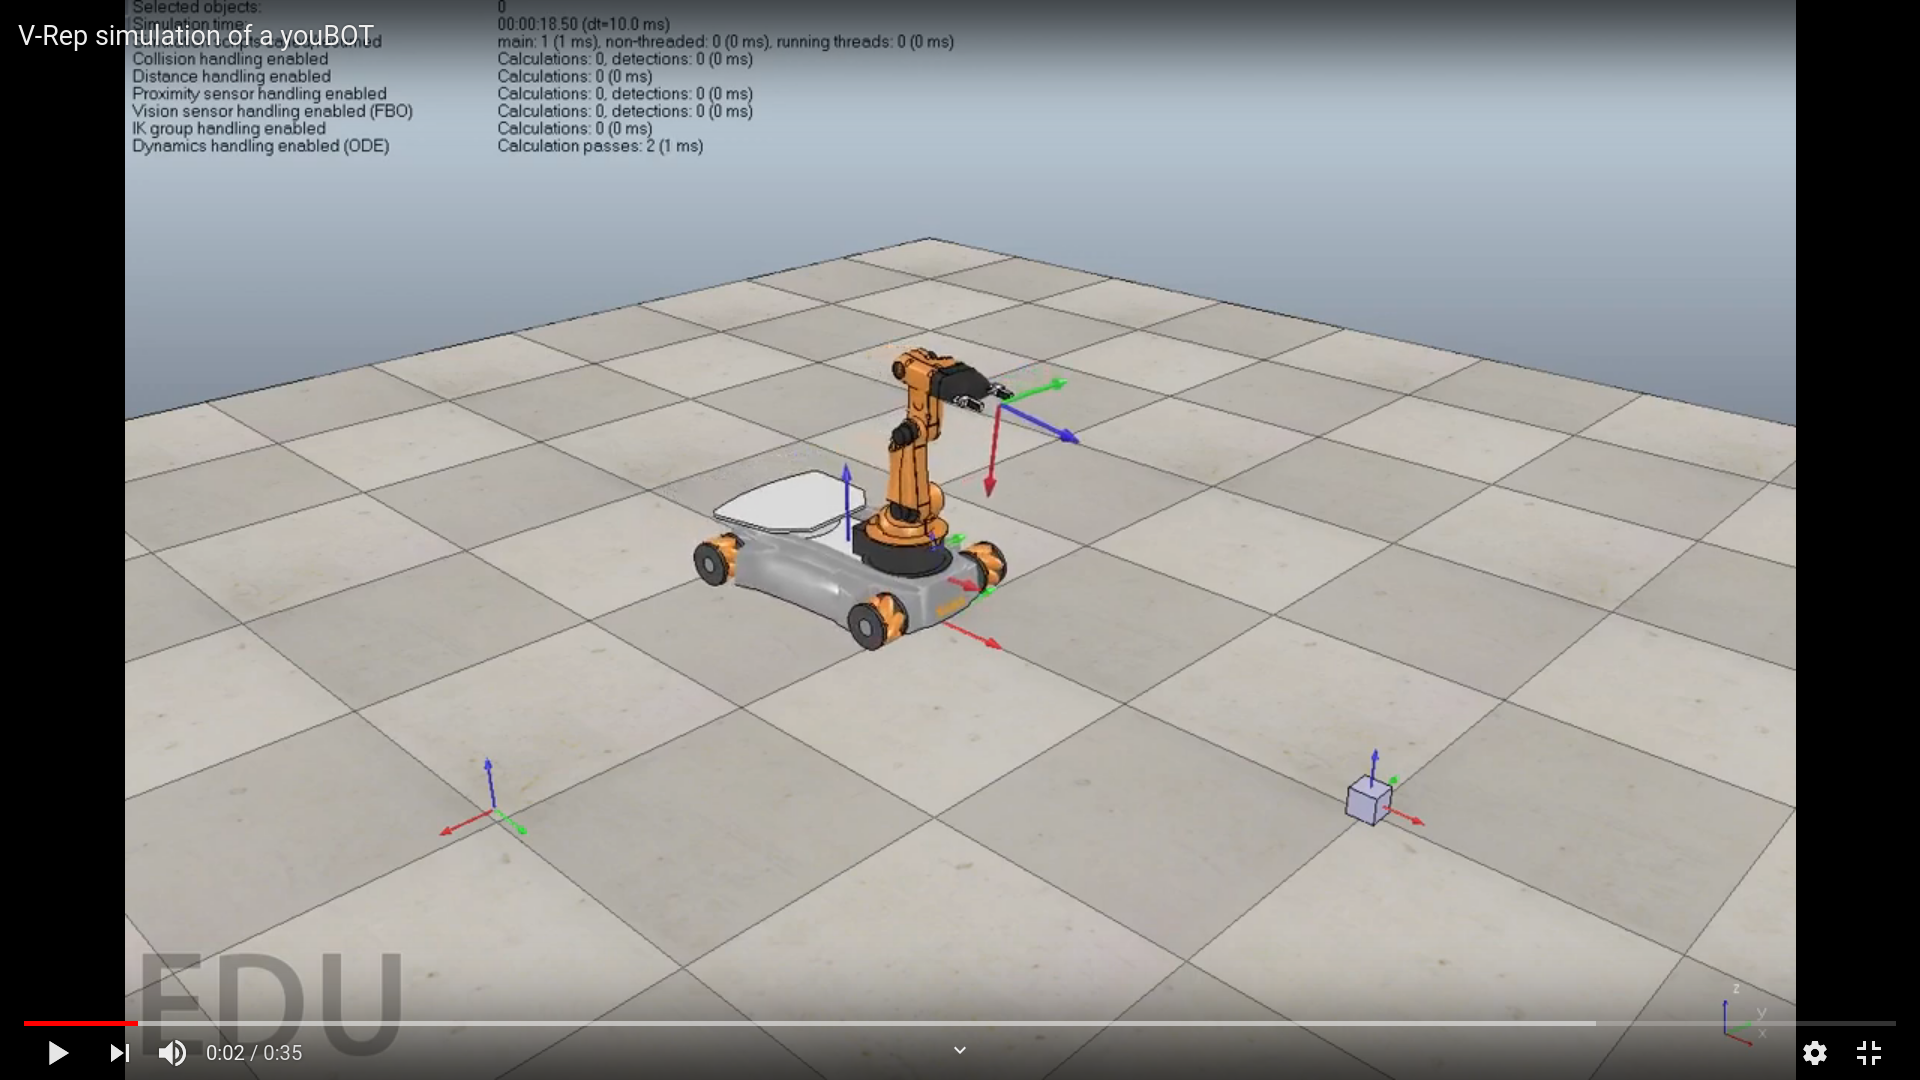 Selected objects: 0
Simulation time: 00:00:18.50 (dt=10.0 ms)
V-Rep simulation of a youBOT
main: 1 (1 ms), non-threaded: 0 (0 ms), running threads: 0 (0 ms)
Collision handling enabled Calculations: 0, detections: 0 (0 ms)
Distance handling enabled Calculations: 0 (0 ms)
Proximity sensor handling enabled Calculations: 0, detections: 0 (0 ms)
Vision sensor handling enabled (FBO) Calculations: 0, detections: 0 (0 ms)
IK group handling enabled Calculations: 0 (0 ms)
Dynamics handling enabled (ODE) Calculation passes: 2 (1 ms)
EDU
z
y
x
0:02 / 0:35